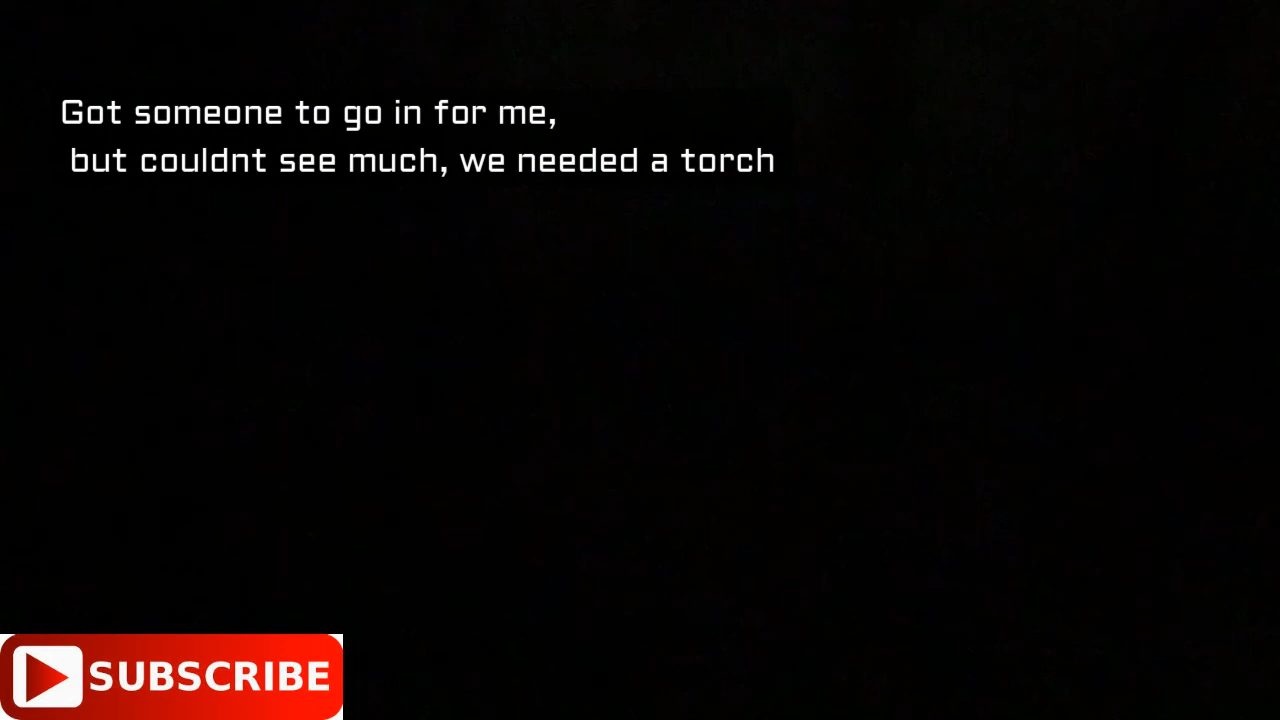 Got someone to go in for me,
but couldnt see much, we needed a torch
SUBSCRIBE